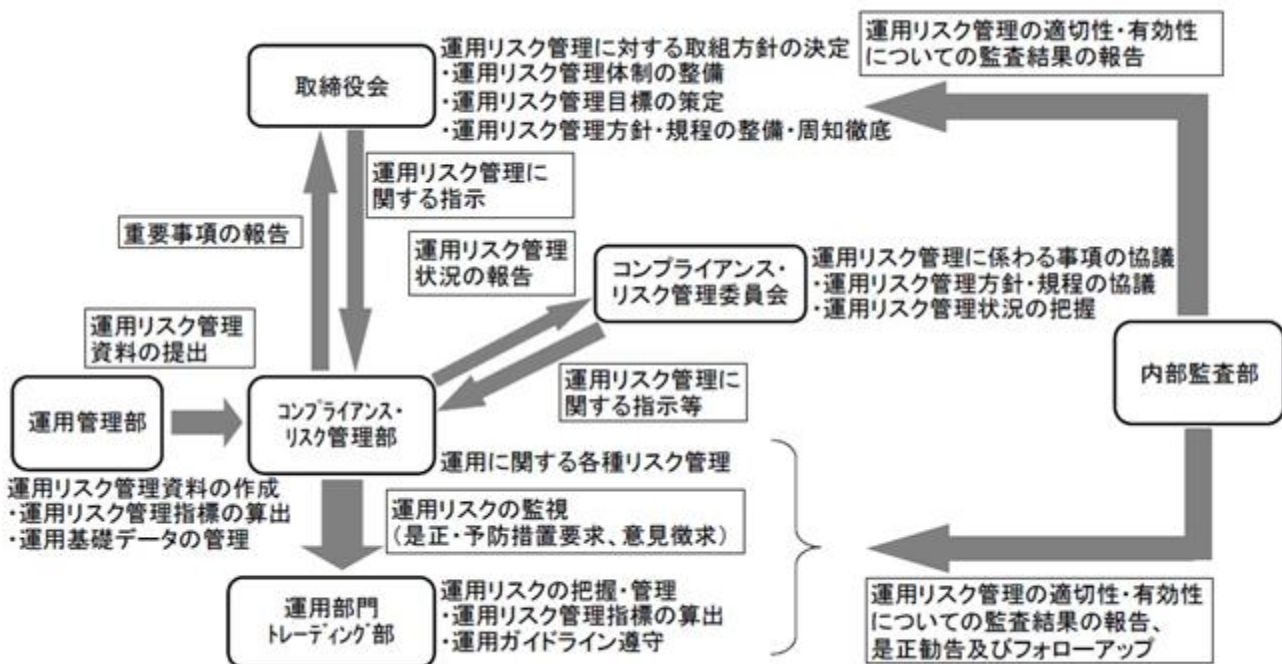 運用リスク管理に対する取組方針の決定
・運用リスク管理体制の整備
・運用リスク管理目標の策定
・運用リスク管理方針・規程の整備・周知徹底
取締役会
運用リスク管理の適切性・有効性
についての監査結果の報告
運用リスク管理に
関する指示
重要事項の報告
運用リスク管理
状況の報告
コンプライアンス・
リスク管理委員会
運用リスク管理に係わる事項の協議
・運用リスク管理方針・規程の協議
・運用リスク管理状況の把握
運用リスク管理
資料の提出
運用リスク管理に
関する指示等
内部監査部
運用管理部
コンプライアンス・
リスク管理部
運用に関する各種リスク管理
運用リスク管理資料の作成
・運用リスク管理指標の算出
・運用基礎データの管理
運用リスクの監視
(是正・予防措置要求、意見徴求)
運用部門
トレーディング部
運用リスクの把握・管理
・運用リスク管理指標の算出
・運用ガイドライン遵守
運用リスク管理の適切性・有効性
についての監査結果の報告、
是正勧告及びフォローアップ